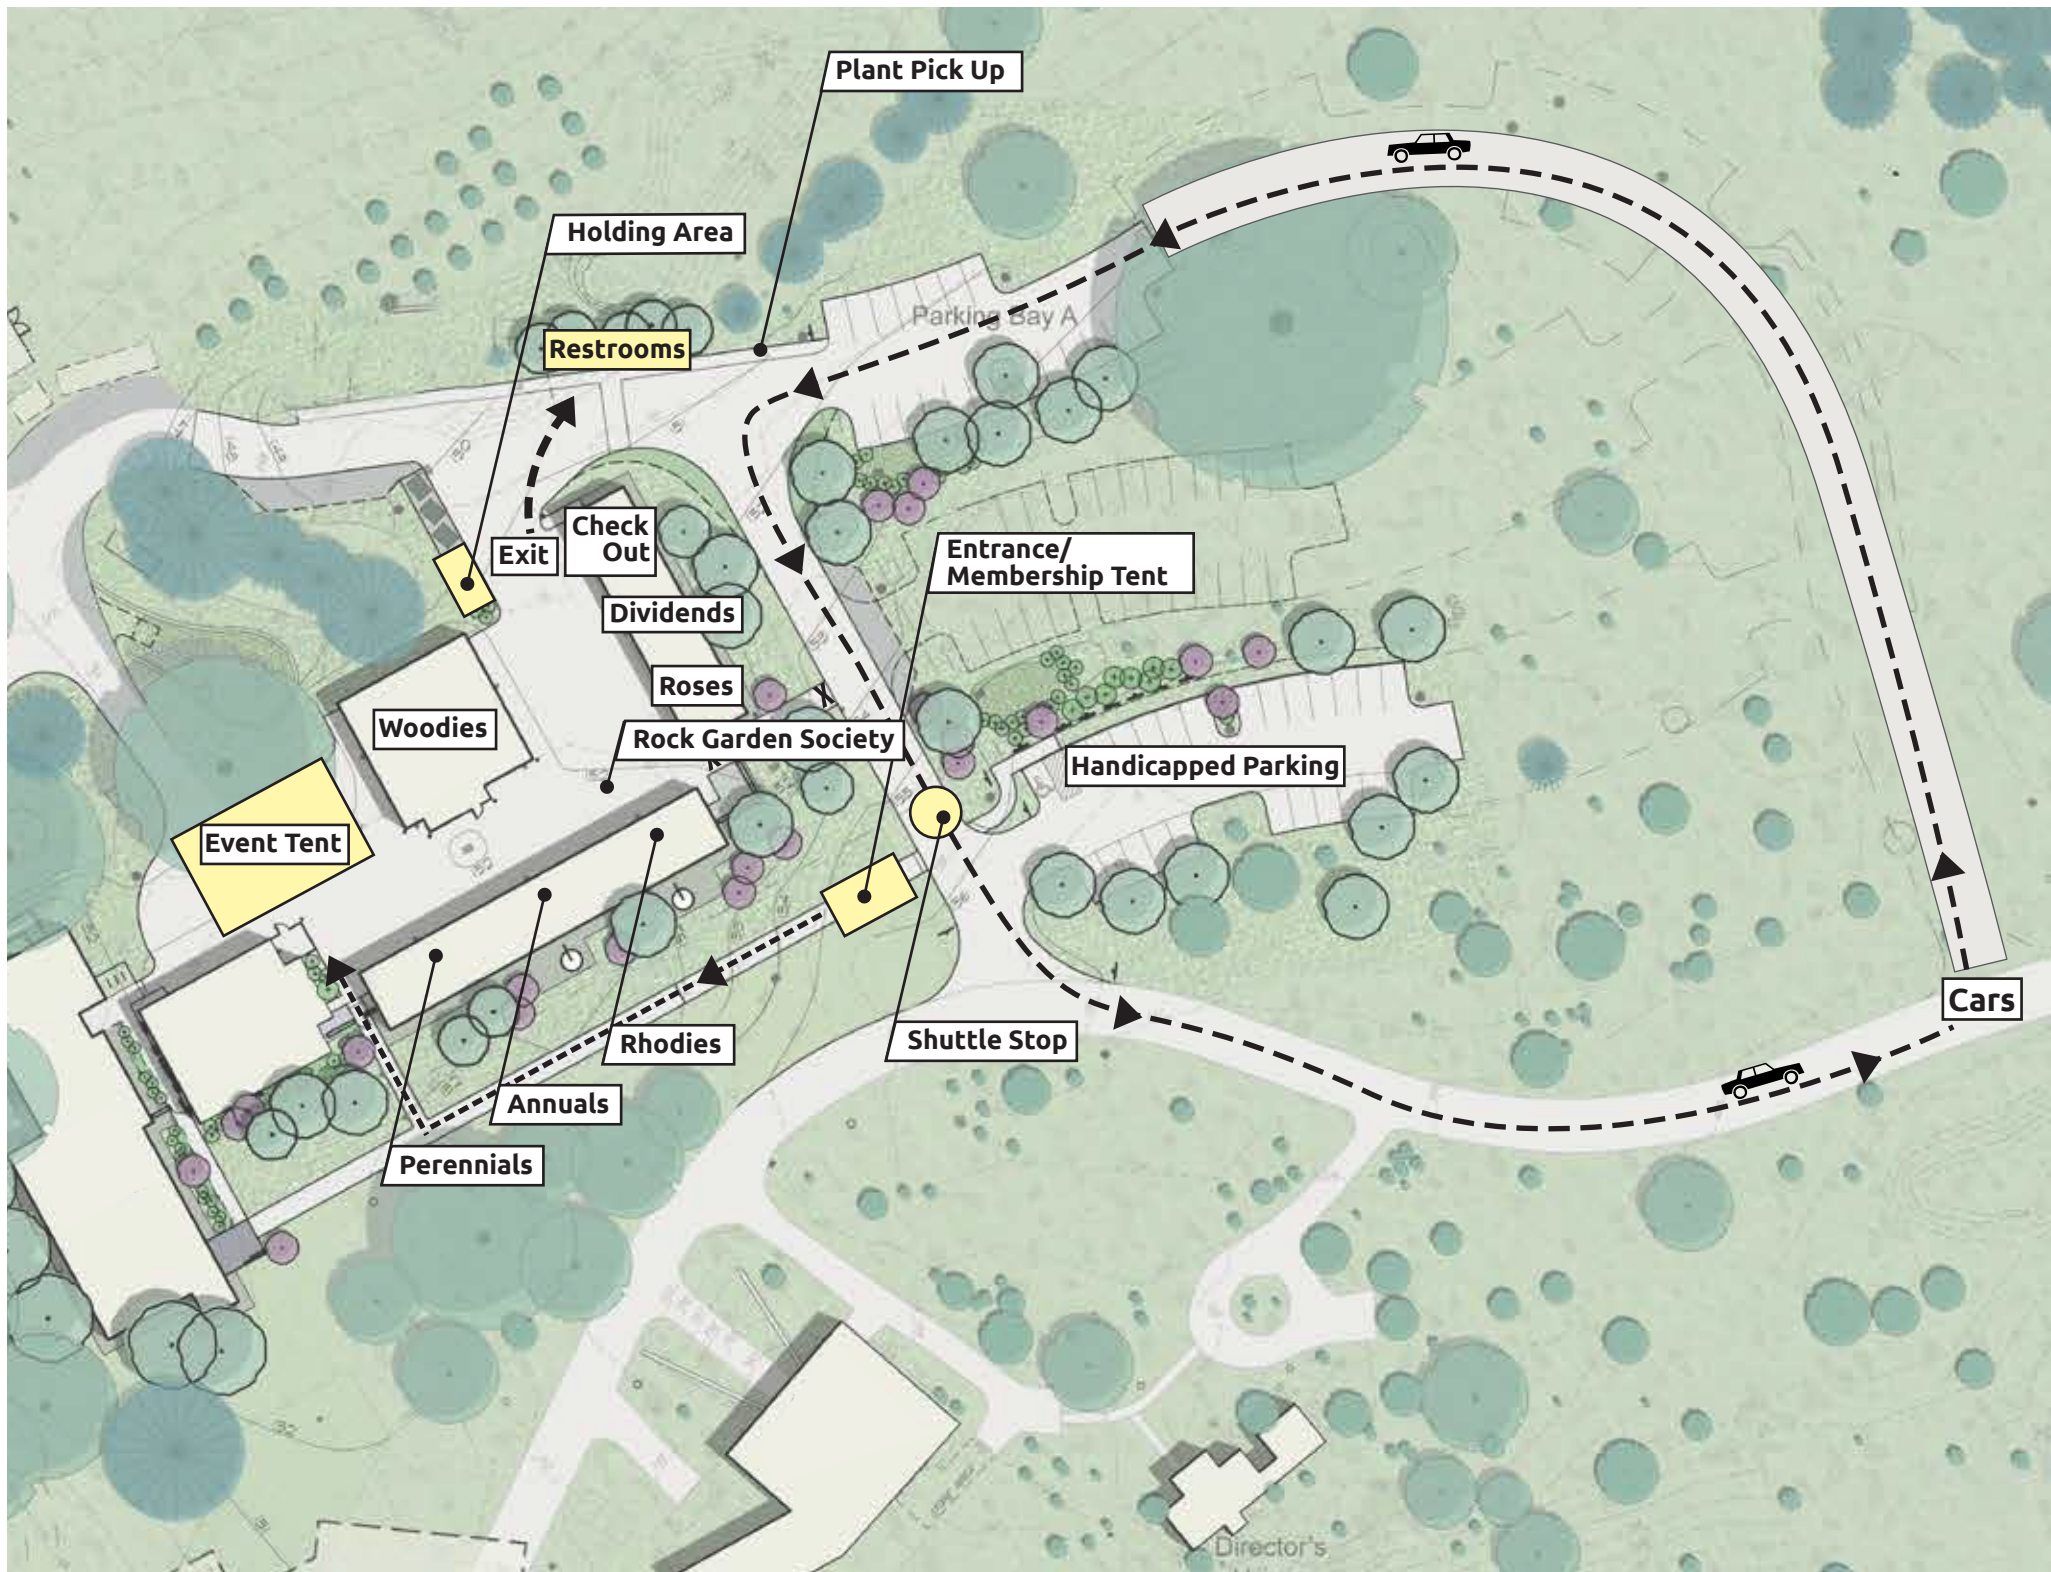 Plant Pick Up
Holding Area
Parking Bay A
Restrooms
Check
Out
Exit
Entrance/
Membership Tent
Dividends
Roses
Woodies
Rock Garden Society
Handicapped Parking
Event Tent
Cars
Rhodies
Shuttle Stop
Annuals
Perennials
Director's